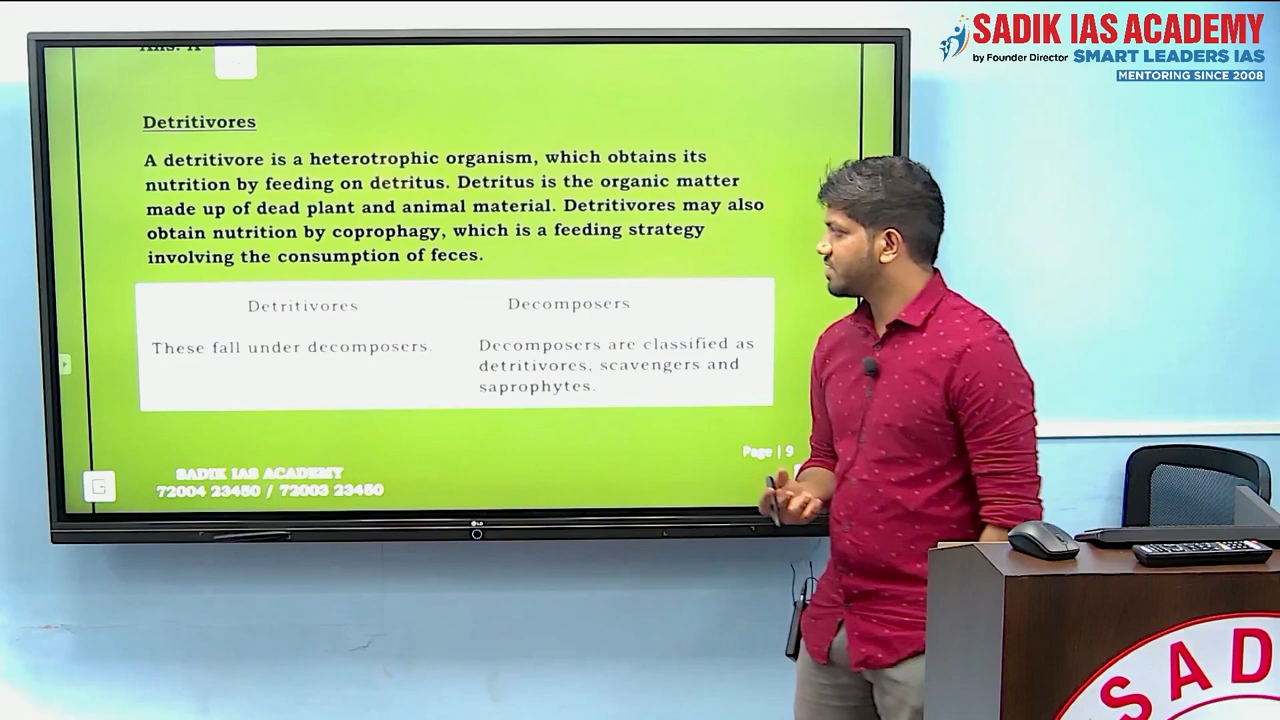 SADIK IAS ACADEMY
by Founder Director SMART LEADERS IAS
MENTORING SINCE 2008
Ans: A
Detritivores
A detritivore is a heterotrophic organism, which obtains its
nutrition by feeding on detritus. Detritus is the organic matter
made up of dead plant and animal material. Detritivores may also
obtain nutrition by coprophagy, which is a feeding strategy
involving the consumption of feces.
Detritivores Decomposers
These fall under decomposers. Decomposers are classified as
detritivores, scavengers and
saprophytes.
Page | 9
SADIK IAS ACADEMY
72004 23450 / 72003 23450
LG
SAD